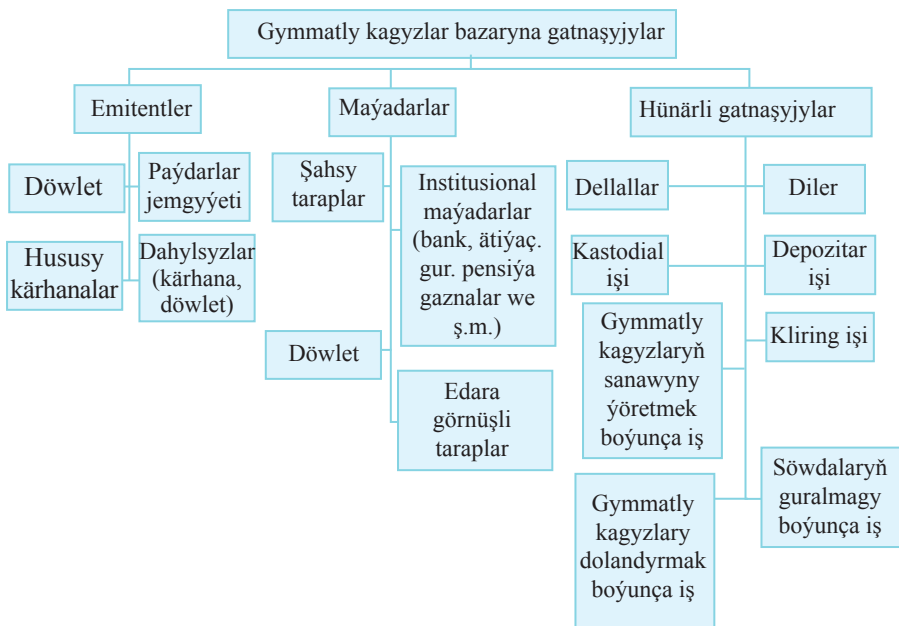 Gymmatly kagyzlar bazaryna gatnaşyjylar
Emitentler
Döwlet
Paýdarlar
jemgyýeti
Hususy
kärhanalar
Dahylsyzlar
(kärhana,
döwlet)
Maýadarlar
Şahsy
taraplar
Institusional
maýadarlar
(bank, ätiýaç.
gur. pensiýa
gaznalar we
ş.m.)
Döwlet
Edara
görnüşli
taraplar
Hünärli gatnaşyjylar
Dellallar
Diler
Kastodial
işi
Depozitar
işi
Gymmatly
kagyzlaryň
sanawyny
ýöretmek
boýunça iş
Kliring işi
Gymmatly
kagyzlary
dolandyrmak
boýunça iş
Söwdalaryň
guralmagy
boýunça iş